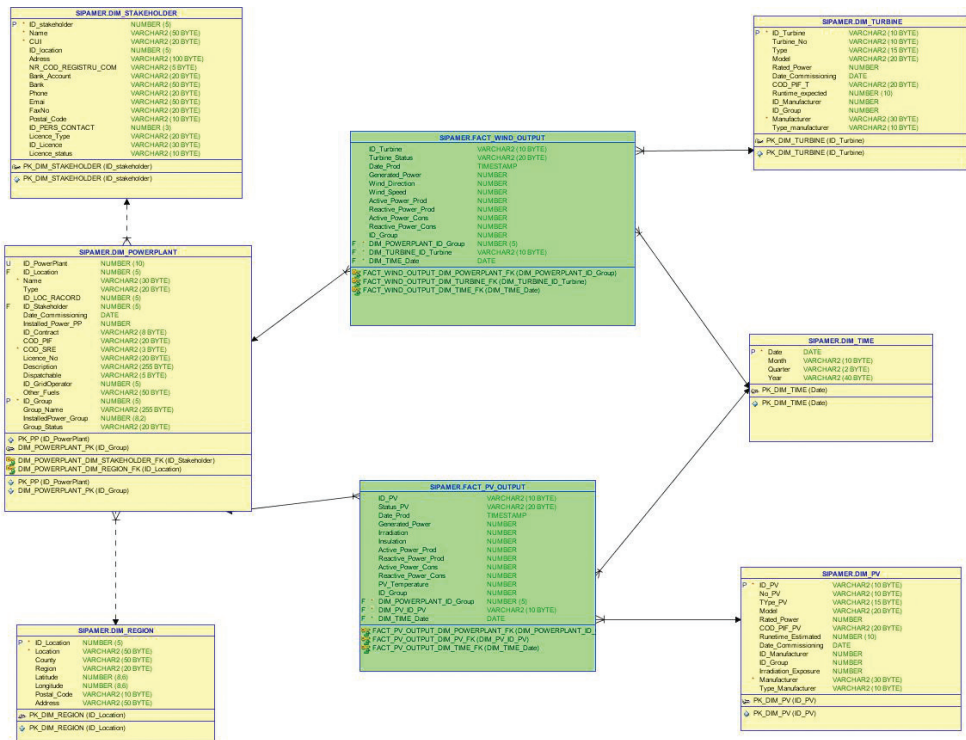 SIPAMER.DIM_STAKEHOLDER
P * ID_stakeholder NUMBER (5)
* Name VARCHAR2 (50 BYTE)
* CUI VARCHAR2 (20 BYTE)
ID_location NUMBER (5)
Adress VARCHAR2 (100 BYTE)
NR_COD_REGISTRU_COM VARCHAR2 (5 BYTE)
Bank_Account VARCHAR2 (20 BYTE)
Bank VARCHAR2 (50 BYTE)
Phone VARCHAR2 (20 BYTE)
Emai VARCHAR2 (50 BYTE)
FaxNo VARCHAR2 (20 BYTE)
Postal_Code VARCHAR2 (10 BYTE)
ID_PERS_CONTACT NUMBER (3)
Licence_Type VARCHAR2 (20 BYTE)
ID_Licence VARCHAR2 (30 BYTE)
Licence_status VARCHAR2 (10 BYTE)
PK_DIM_STAKEHOLDER (ID_stakeholder)
PK_DIM_STAKEHOLDER (ID_stakeholder)
SIPAMER.DIM_TURBINE
P * ID_Turbine VARCHAR2 (10 BYTE)
Turbine_No VARCHAR2 (10 BYTE)
Type VARCHAR2 (15 BYTE)
Model VARCHAR2 (20 BYTE)
Rated_Power NUMBER
Date_Commissioning DATE
COD_PIF_T VARCHAR2 (20 BYTE)
Runtime_expected NUMBER (10)
ID_Manufacturer NUMBER
ID_Group NUMBER
* Manufacturer VARCHAR2 (30 BYTE)
Type_manufacturer VARCHAR2 (10 BYTE)
PK_DIM_TURBINE (ID_Turbine)
PK_DIM_TURBINE (ID_Turbine)
SIPAMER.FACT_WIND_OUTPUT
ID_Turbine VARCHAR2 (10 BYTE)
Turbine_Status VARCHAR2 (20 BYTE)
Date_Prod TIMESTAMP
Generated_Power NUMBER
Wind_Direction NUMBER
Wind_Speed NUMBER
Active_Power_Prod NUMBER
Reactive_Power_Prod NUMBER
Active_Power_Cons NUMBER
Reactive_Power_Cons NUMBER
ID_Group NUMBER
F * DIM_POWERPLANT_ID_Group NUMBER (5)
F * DIM_TURBINE_ID_Turbine VARCHAR2 (10 BYTE)
F * DIM_TIME_Date DATE
FACT_WIND_OUTPUT_DIM_POWERPLANT_FK (DIM_POWERPLANT_ID_Group)
FACT_WIND_OUTPUT_DIM_TURBINE_FK (DIM_TURBINE_ID_Turbine)
FACT_WIND_OUTPUT_DIM_TIME_FK (DIM_TIME_Date)
SIPAMER.DIM_POWERPLANT
U ID_PowerPlant NUMBER (10)
F ID_Location NUMBER (5)
* Name VARCHAR2 (30 BYTE)
Type VARCHAR2 (20 BYTE)
ID_LOC_RACORD NUMBER (5)
F ID_Stakeholder NUMBER (5)
Date_Commissioning DATE
Installed_Power_PP NUMBER
ID_Contract VARCHAR2 (8 BYTE)
COD_PIF VARCHAR2 (20 BYTE)
* COD_SRE VARCHAR2 (3 BYTE)
Licence_No VARCHAR2 (20 BYTE)
Description VARCHAR2 (255 BYTE)
Dispatchable VARCHAR2 (5 BYTE)
ID_GridOperator NUMBER (5)
Other_Fuels VARCHAR2 (50 BYTE)
P * ID_Group NUMBER (5)
Group_Name VARCHAR2 (255 BYTE)
InstalledPower_Group NUMBER (8,2)
Group_Status VARCHAR2 (20 BYTE)
PK_PP (ID_PowerPlant)
DIM_POWERPLANT_PK (ID_Group)
DIM_POWERPLANT_DIM_STAKEHOLDER_FK (ID_Stakeholder)
DIM_POWERPLANT_DIM_REGION_FK (ID_Location)
PK_PP (ID_PowerPlant)
DIM_POWERPLANT_PK (ID_Group)
SIPAMER.DIM_TIME
P * Date DATE
Month VARCHAR2 (10 BYTE)
Quarter VARCHAR2 (2 BYTE)
Year VARCHAR2 (40 BYTE)
PK_DIM_TIME (Date)
PK_DIM_TIME (Date)
SIPAMER.FACT_PV_OUTPUT
ID_PV VARCHAR2 (10 BYTE)
Status_PV VARCHAR2 (20 BYTE)
Date_Prod TIMESTAMP
Generated_Power NUMBER
Irradiation NUMBER
Insulation NUMBER
Active_Power_Prod NUMBER
Reactive_Power_Prod NUMBER
Active_Power_Cons NUMBER
Reactive_Power_Cons NUMBER
PV_Temperature NUMBER
ID_Group NUMBER
F * DIM_POWERPLANT_ID_Group NUMBER (5)
F * DIM_PV_ID_PV VARCHAR2 (10 BYTE)
F * DIM_TIME_Date DATE
FACT_PV_OUTPUT_DIM_POWERPLANT_FK (DIM_POWERPLANT_ID_
FACT_PV_OUTPUT_DIM_PV_FK (DIM_PV_ID_PV)
FACT_PV_OUTPUT_DIM_TIME_FK (DIM_TIME_Date)
SIPAMER.DIM_PV
P * ID_PV VARCHAR2 (10 BYTE)
No_PV VARCHAR2 (10 BYTE)
TYpe_PV VARCHAR2 (15 BYTE)
Model VARCHAR2 (20 BYTE)
Rated_Power NUMBER
COD_PIF_PV VARCHAR2 (20 BYTE)
Runetime_Estimated NUMBER (10)
Date_Commissioning DATE
ID_Manufacturer NUMBER
ID_Group NUMBER
Irradiation_Exposure NUMBER
* Manufacturer VARCHAR2 (30 BYTE)
Type_Manufacturer VARCHAR2 (10 BYTE)
PK_DIM_PV (ID_PV)
PK_DIM_PV (ID_PV)
SIPAMER.DIM_REGION
P * ID_Location NUMBER (5)
* Location VARCHAR2 (50 BYTE)
County VARCHAR2 (50 BYTE)
Region VARCHAR2 (20 BYTE)
Latitude NUMBER (8,6)
Longitude NUMBER (8,6)
Postal_Code VARCHAR2 (10 BYTE)
Address VARCHAR2 (50 BYTE)
PK_DIM_REGION (ID_Location)
PK_DIM_REGION (ID_Location)